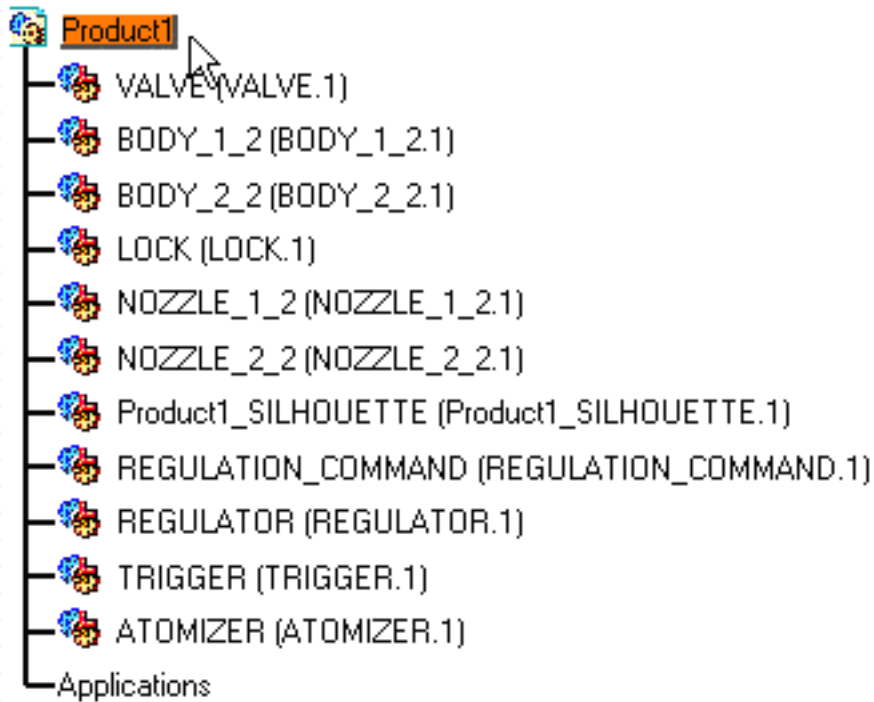 Product1
VALVE (VALVE.1)
BODY_1_2 (BODY_1_2.1)
BODY_2_2 (BODY_2_2.1)
LOCK (LOCK.1)
NOZZLE_1_2 (NOZZLE_1_2.1)
NOZZLE_2_2 (NOZZLE_2_2.1)
Product1_SILHOUETTE (Product1_SILHOUETTE.1)
REGULATION_COMMAND (REGULATION_COMMAND.1)
REGULATOR (REGULATOR.1)
TRIGGER (TRIGGER.1)
ATOMIZER (ATOMIZER.1)
Applications